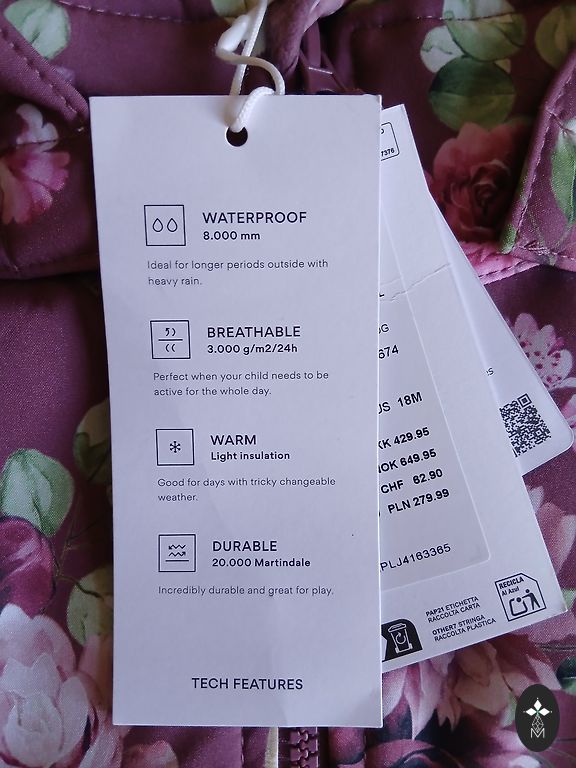 WATERPROOF
8.000 mm
Ideal for longer periods outside with
heavy rain.
BREATHABLE
3.000 g/m2/24h
Perfect when your child needs to be
active for the whole day.
WARM
Light insulation
Good for days with tricky changeable
weather.
DURABLE
20.000 Martindale
Incredibly durable and great for play.
TECH FEATURES
7376
674
US 18M
KK 429.95
NOK 649.95
CHF 62.90
PLN 279.99
PLJ4163365
PAP21 ETICHETTA
RACCOLTA CARTA
OTHER7 STRINGA
RACCOLTA PLASTICA
RECICLA
Al Azul